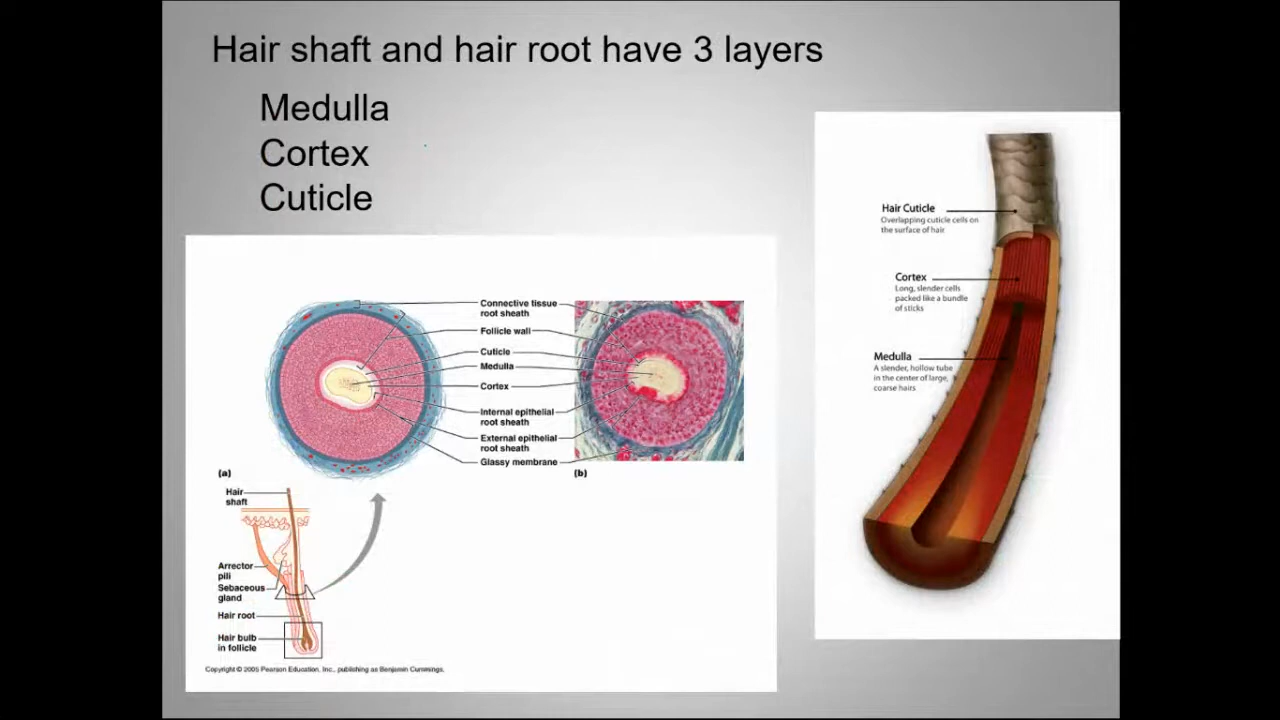 Hair shaft and hair root have 3 layers
Medulla
Cortex
Cuticle
Connective tissue
root sheath
Follicle wall
Cuticle
Medulla
Cortex
Internal epithelial
root sheath
External epithelial
root sheath
Glassy membrane
(a)
(b)
Hair
shaft
Arrector
pili
Sebaceous
gland
Hair root
Hair bulb
in follicle
Copyright © 2005 Pearson Education, Inc., publishing as Benjamin Cummings.
Hair Cuticle
Overlapping cuticle cells on
the surface of hair
Cortex
Long, slender cells
packed like a bundle
of sticks
Medulla
A slender, hollow tube
in the center of large,
coarse hairs